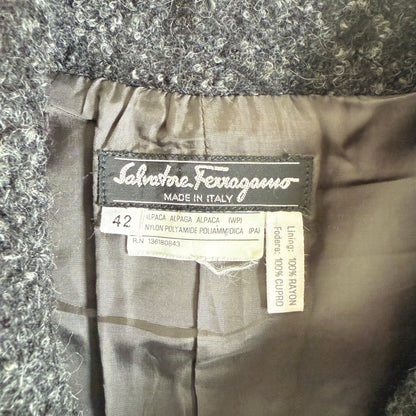 Salvatore Ferragamo
MADE IN ITALY
42
ALPACA ALPAGA ALPACA (WP)
NYLON POLYAMIDE POLIAMMIDICA (PA)
R.N. 136180843
Lining: 100% RAYON
Fodera: 100% CUPRO